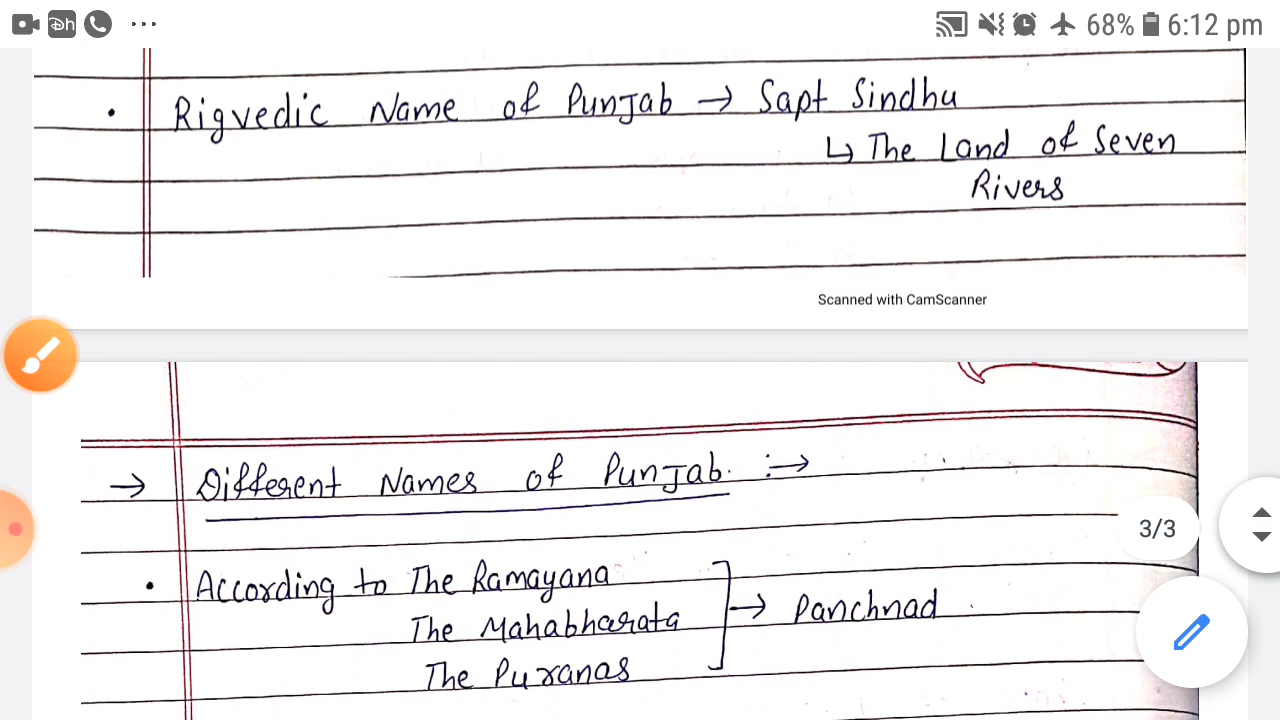 Dh ... 68% 6:12 pm
• Rigvedic Name of Punjab → Sapt Sindhu
↳ The Land of Seven
Rivers
Scanned with CamScanner
→ Different Names of Punjab :→
3/3
• According to The Ramayana
The Mahabharata → Panchnad
The Puranas